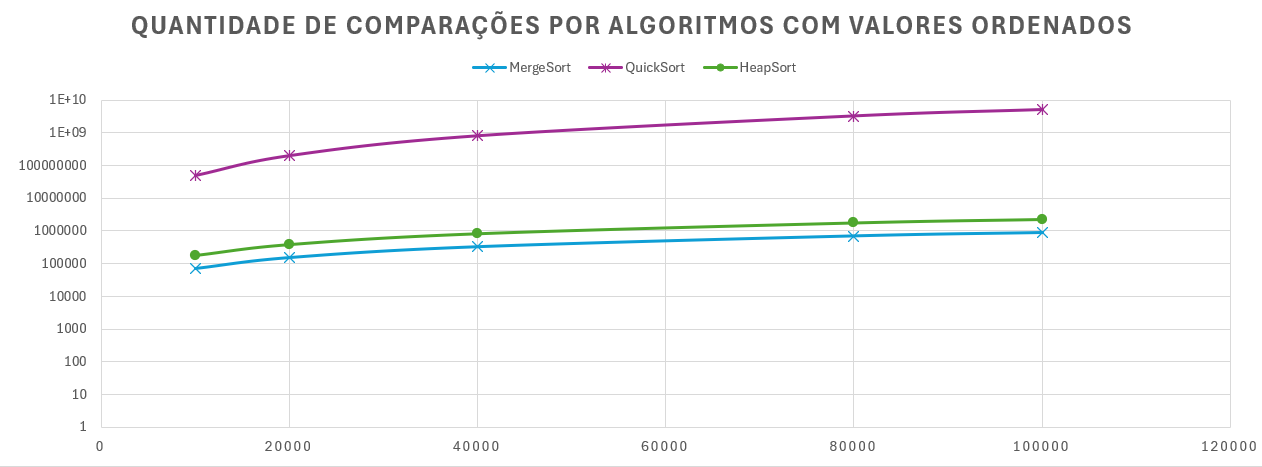 QUANTIDADE DE COMPARAÇÕES POR ALGORITMOS COM VALORES ORDENADOS
MergeSort QuickSort HeapSort
1E+10
1E+09
100000000
10000000
1000000
100000
10000
1000
100
10
1
0 20000 40000 60000 80000 100000 120000